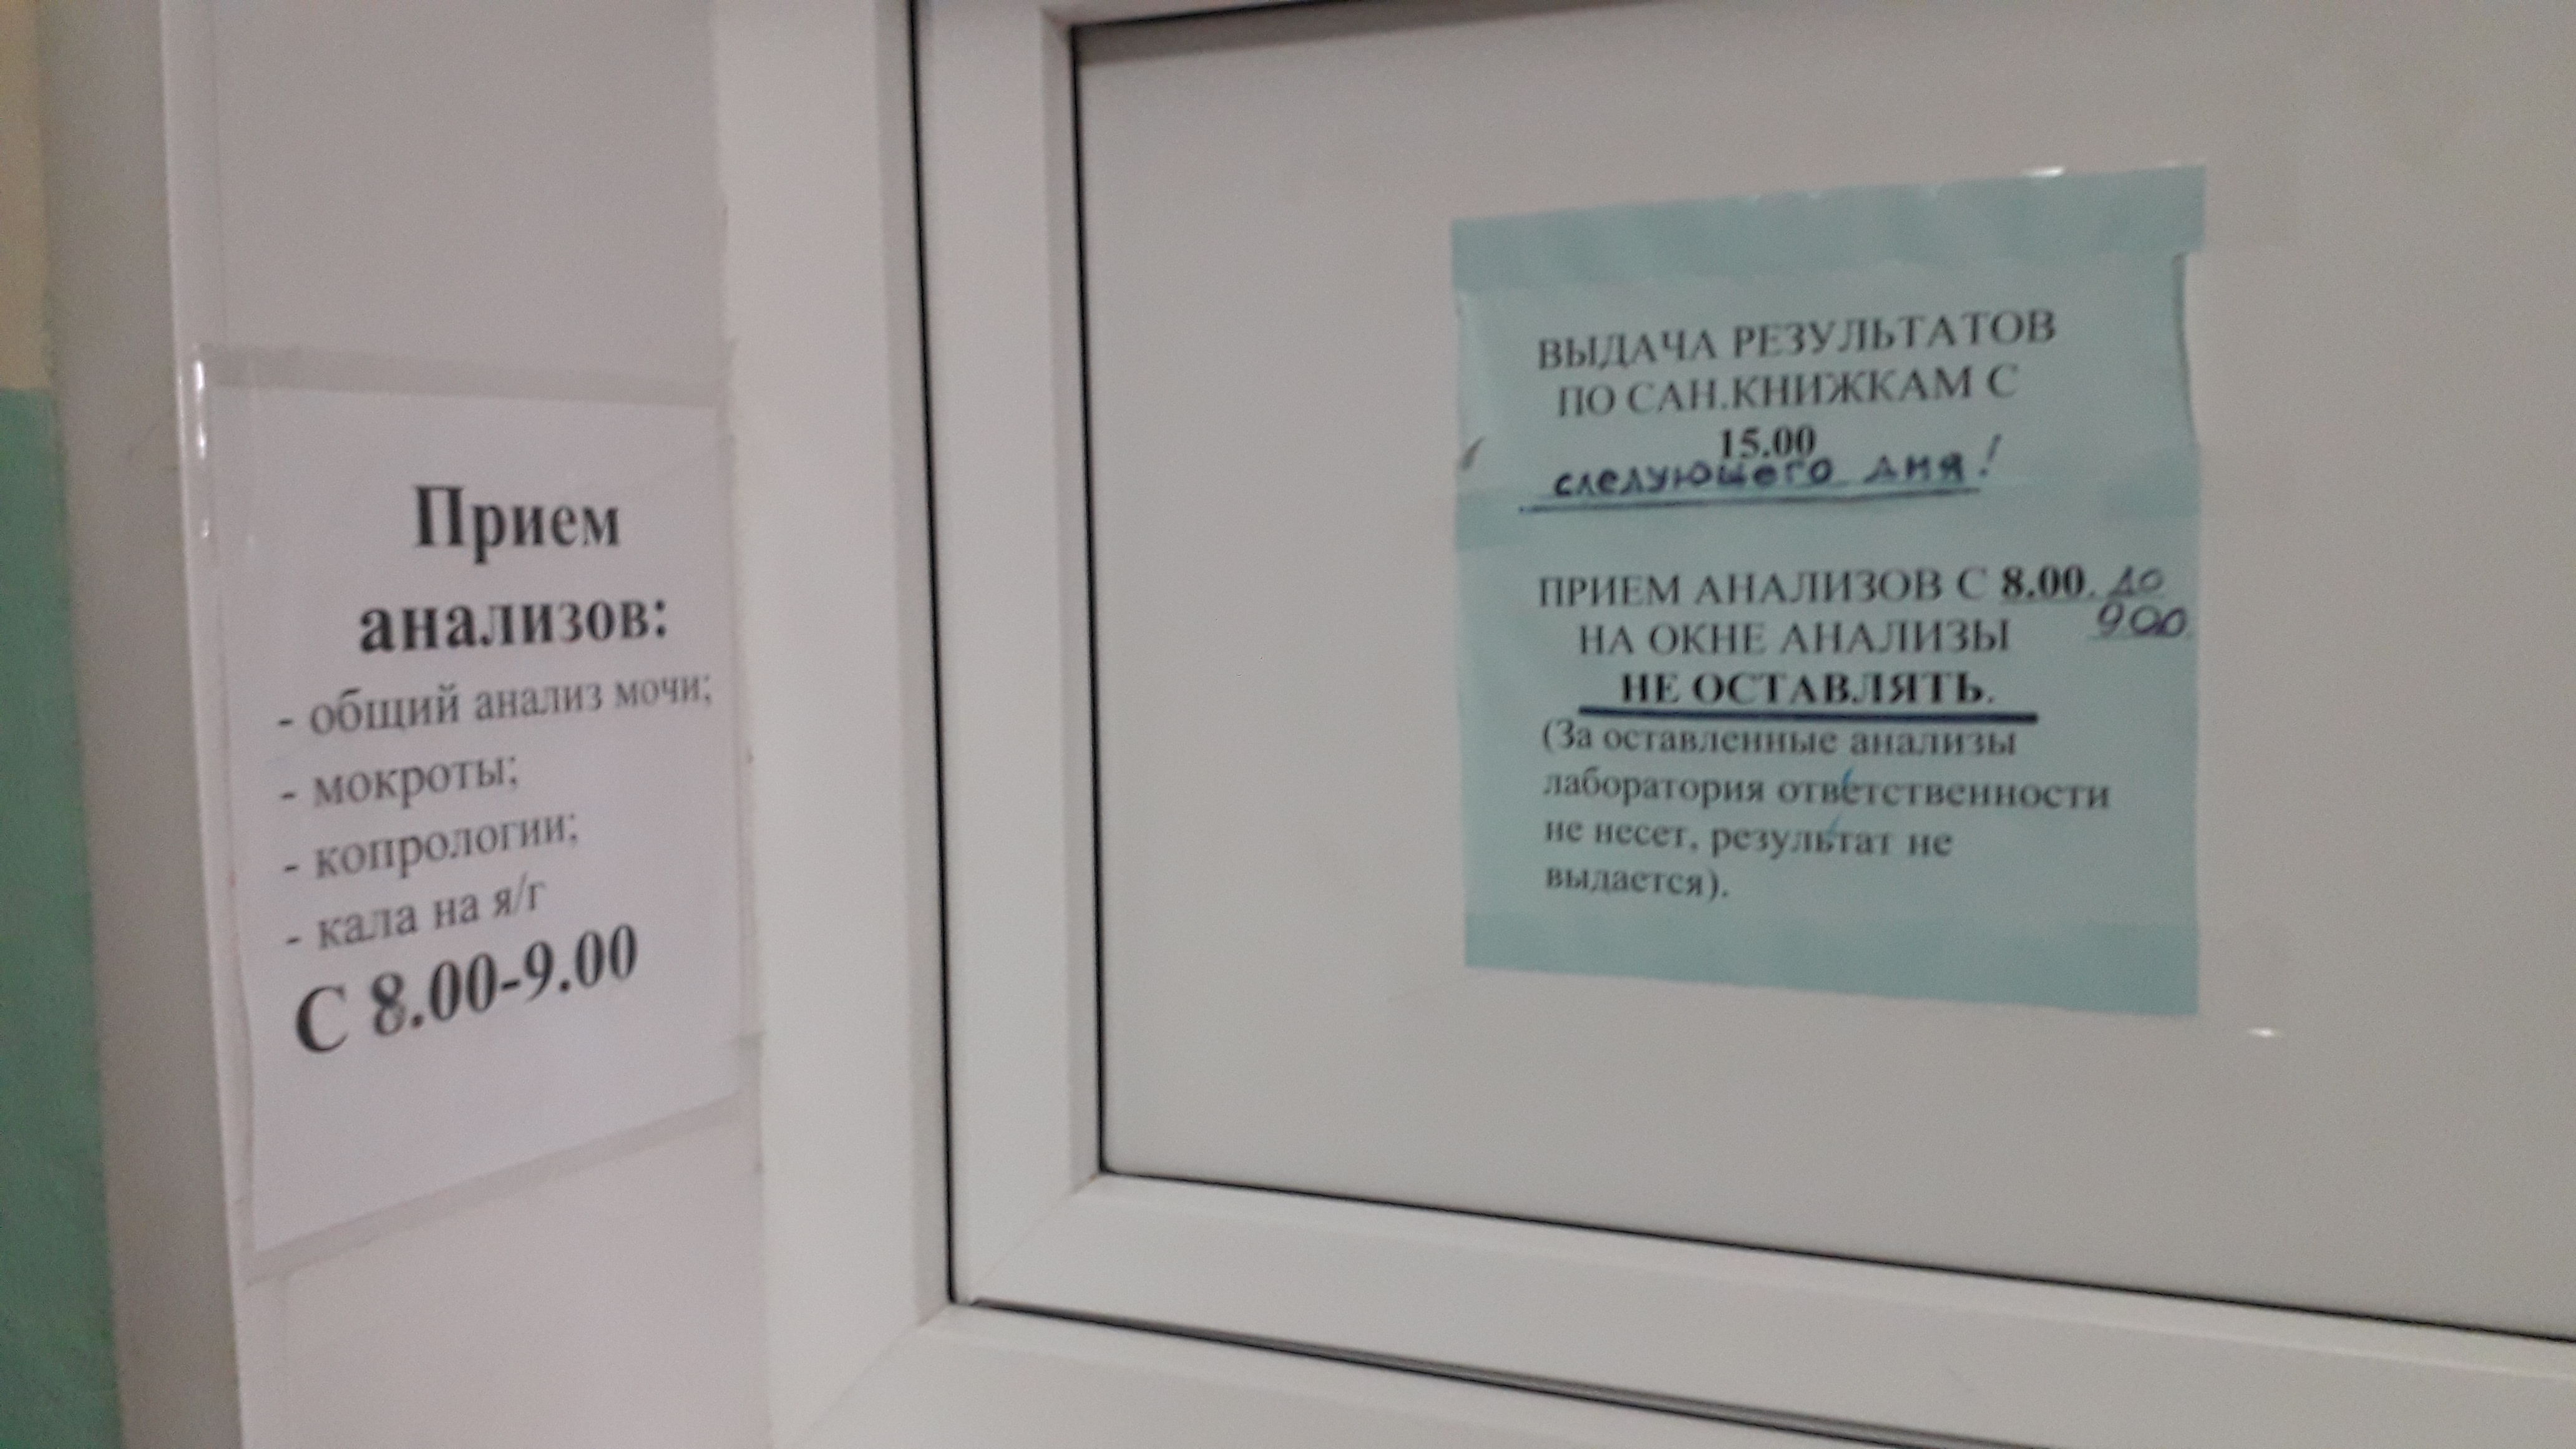 Прием
анализов:
- общий анализ мочи;
- мокроты;
- копрологии;
- кала на я/г
С 8.00-9.00
ВЫДАЧА РЕЗУЛЬТАТОВ
ПО САН.КНИЖКАМ С
15.00
следующего дня!
ПРИЕМ АНАЛИЗОВ С 8.00. до
900
НА ОКНЕ АНАЛИЗЫ
НЕ ОСТАВЛЯТЬ.
(За оставленные анализы
лаборатория ответственности
не несет, результат не
выдается).